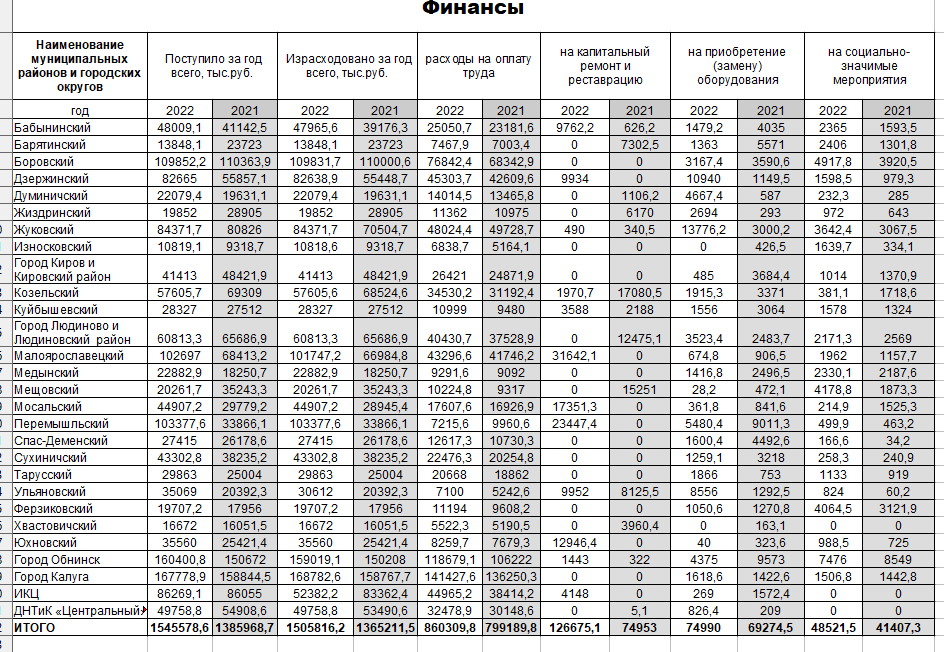 Финансы
Наименование муниципальных районов и городских округов Поступило за год всего, тыс.руб. Израсходовано за год всего, тыс.руб. расходы на оплату труда на капитальный ремонт и реставрацию на приобретение (замену) оборудования на социально-значимые мероприятия
год 2022 2021 2022 2021 2022 2021 2022 2021 2022 2021 2022 2021
Бабынинский 48009,1 41142,5 47965,6 39176,3 25050,7 23181,6 9762,2 626,2 1479,2 4035 2365 1593,5
Барятинский 13848,1 23723 13848,1 23723 7467,9 7003,4 0 7302,5 1363 5571 2406 1301,8
Боровский 109852,2 110363,9 109831,7 110000,6 76842,4 68342,9 0 0 3167,4 3590,6 4917,8 3920,5
Дзержинский 82665 55857,1 82638,9 55448,7 45303,7 42609,6 9934 0 10940 1149,5 1598,5 979,3
Думиничский 22079,4 19631,1 22079,4 19631,1 14014,5 13465,8 0 1106,2 4667,4 587 232,3 285
Жиздринский 19852 28905 19852 28905 11362 10975 0 6170 2694 293 972 643
Жуковский 84371,7 80826 84371,7 70504,7 48024,4 49728,7 490 340,5 13776,2 3000,2 3642,4 3067,5
Износковский 10819,1 9318,7 10818,6 9318,7 6838,7 5164,1 0 0 0 426,5 1639,7 334,1
Город Киров и
Кировский район 41413 48421,9 41413 48421,9 26421 24871,9 0 0 485 3684,4 1014 1370,9
Козельский 57605,7 69309 57605,6 68524,6 34530,2 31192,4 1970,7 17080,5 1915,3 3371 381,1 1718,6
Куйбышевский 28327 27512 28327 27512 10999 9480 3588 2188 1556 3064 1578 1324
Город Людиново и
Людиновский район 60813,3 65686,9 60813,3 65686,9 40430,7 37528,9 0 12475,1 3523,4 2483,7 2171,3 2569
Малоярославецкий 102697 68413,2 101747,2 66984,8 43296,6 41746,2 31642,1 0 674,8 906,5 1962 1157,7
Медынский 22882,9 18250,7 22882,9 18250,7 9291,6 9092 0 0 1416,8 2496,5 2330,1 2187,6
Мещовский 20261,7 35243,3 20261,7 35243,3 10224,8 9317 0 15251 28,2 472,1 4178,8 1873,3
Мосальский 44907,2 29779,2 44907,2 28945,4 17607,6 16926,9 17351,3 0 361,8 841,6 214,9 1525,3
Перемышльский 103377,6 33866,1 103377,6 33866,1 7215,6 9960,6 23447,4 0 5480,4 9011,3 499,9 463,2
Спас-Деменский 27415 26178,6 27415 26178,6 12617,3 10730,3 0 0 1600,4 4492,6 166,6 34,2
Сухиничский 43302,8 38235,2 43302,8 38235,2 22476,3 20254,8 0 0 1259,1 3218 258,3 240,9
Тарусский 29863 25004 29863 25004 20668 18862 0 0 1866 753 1133 919
Ульяновский 35069 20392,3 30612 20392,3 7100 5242,6 9952 8125,5 8556 1292,5 824 60,2
Ферзиковский 19707,2 17956 19707,2 17956 11194 9608,2 0 0 1050,6 1270,8 4064,5 3121,9
Хвастовичский 16672 16051,5 16672 16051,5 5522,3 5190,5 0 3960,4 0 163,1 0 0
Юхновский 35560 25421,4 35560 25421,4 8259,7 7679,3 12946,4 0 40 323,6 988,5 725
Город Обнинск 160400,8 150672 159019,1 150208 118679,1 106222 1443 322 4375 9573 7476 8549
Город Калуга 167778,9 158844,5 168782,6 158767,7 141427,6 136250,3 0 0 1618,6 1422,6 1506,8 1442,8
ИКЦ 86269,1 86055 52382,2 83362,4 44965,2 38414,2 4148 0 269 1572,4 0 0
ДНТиК «Центральный» 49758,8 54908,6 49758,8 53490,6 32478,9 30148,6 0 5,1 826,4 209 0 0
ИТОГО 1545578,6 1385968,7 1505816,2 1365211,5 860309,8 799189,8 126675,1 74953 74990 69274,5 48521,5 41407,3